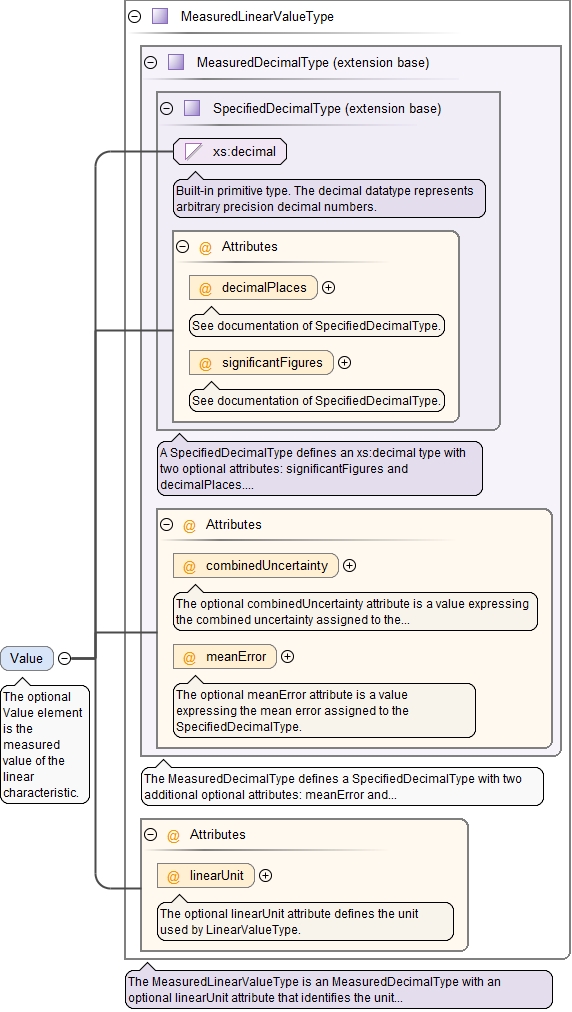 MeasuredLinearValueType
MeasuredDecimalType (extension base)
SpecifiedDecimalType (extension base)
xs:decimal
Built-in primitive type. The decimal datatype represents
arbitrary precision decimal numbers.
@ Attributes
@ decimalPlaces
See documentation of SpecifiedDecimalType.
@ significantFigures
See documentation of SpecifiedDecimalType.
A SpecifiedDecimalType defines an xs:decimal type with
two optional attributes: significantFigures and
decimalPlaces....
@ Attributes
@ combinedUncertainty
The optional combinedUncertainty attribute is a value expressing
the combined uncertainty assigned to the...
@ meanError
The optional meanError attribute is a value
expressing the mean error assigned to the
SpecifiedDecimalType.
Value
The optional
Value element
is the
measured
value of the
linear
characteristic.
The MeasuredDecimalType defines a SpecifiedDecimalType with two
additional optional attributes: meanError and...
@ Attributes
@ linearUnit
The optional linearUnit attribute defines the unit
used by LinearValueType.
The MeasuredLinearValueType is an MeasuredDecimalType with an
optional linearUnit attribute that identifies the unit...